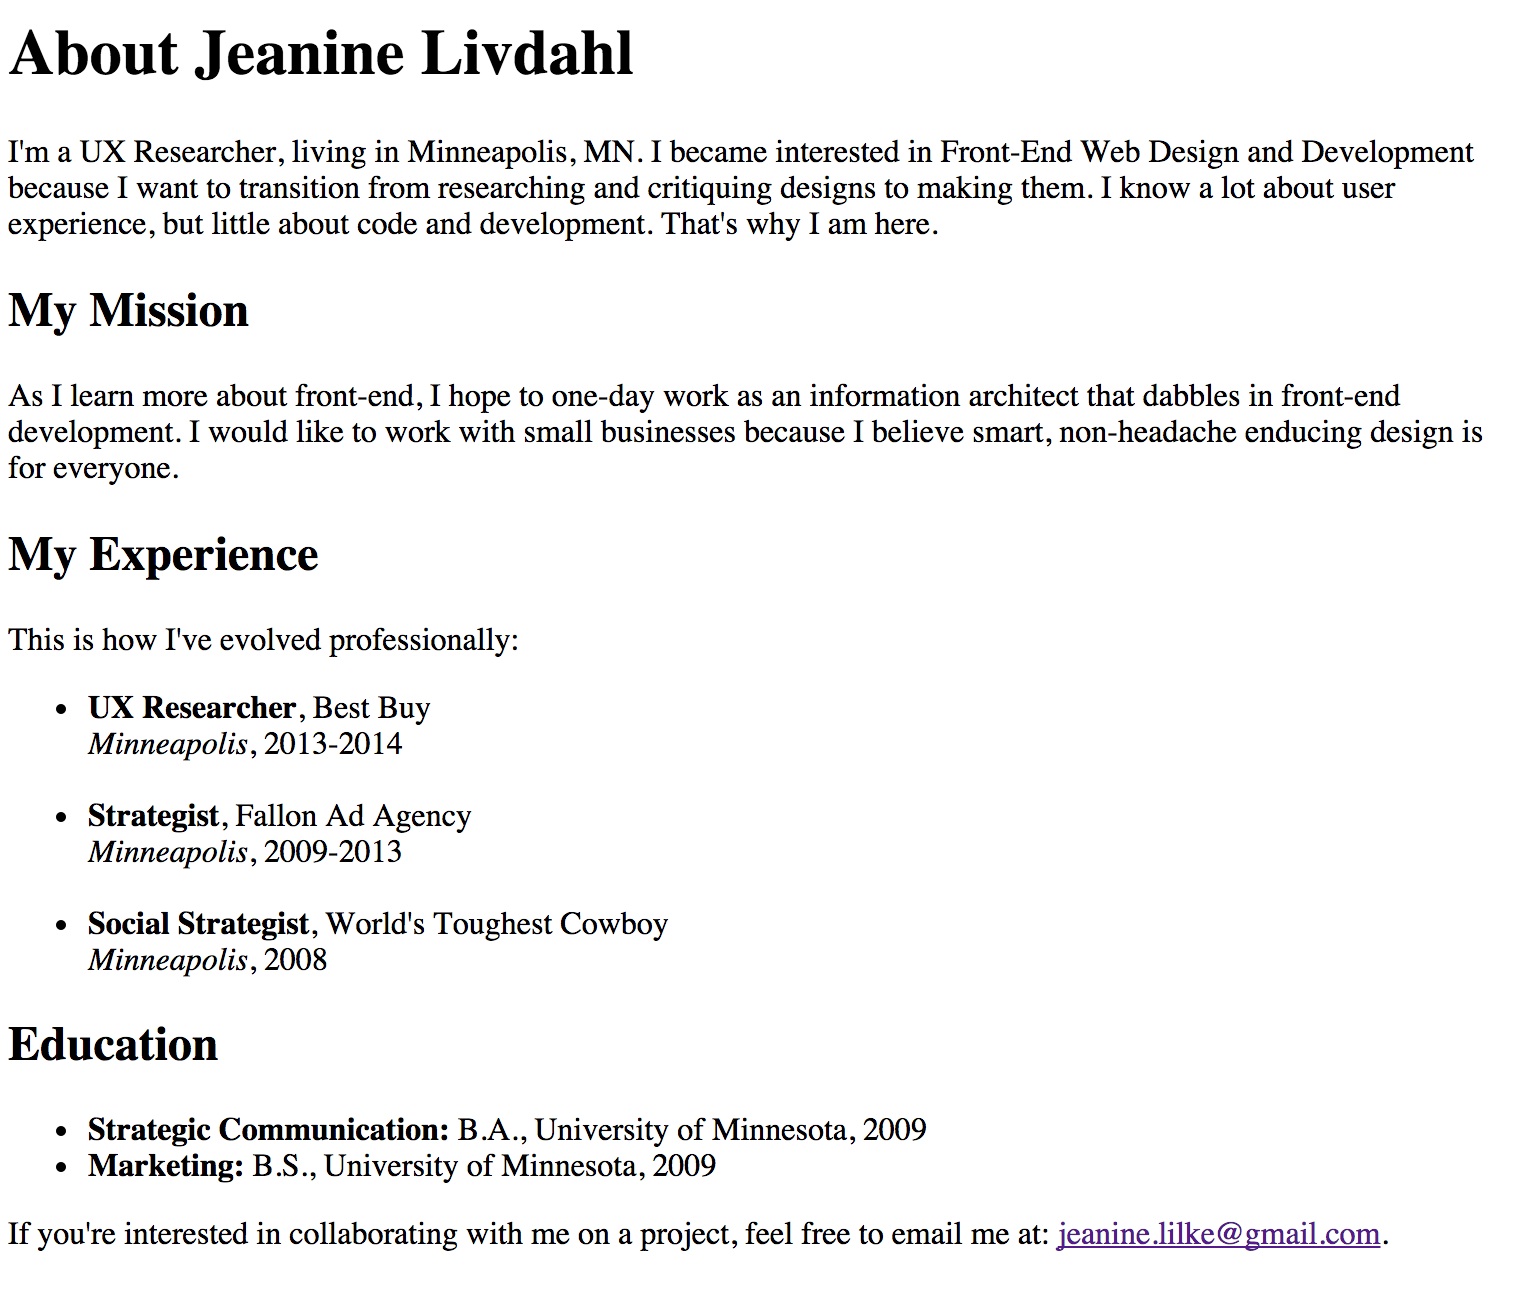 About Jeanine Livdahl
I'm a UX Researcher, living in Minneapolis, MN. I became interested in Front-End Web Design and Development
because I want to transition from researching and critiquing designs to making them. I know a lot about user
experience, but little about code and development. That's why I am here.
My Mission
As I learn more about front-end, I hope to one-day work as an information architect that dabbles in front-end
development. I would like to work with small businesses because I believe smart, non-headache enducing design is
for everyone.
My Experience
This is how I've evolved professionally:
• UX Researcher, Best Buy
Minneapolis, 2013-2014
• Strategist, Fallon Ad Agency
Minneapolis, 2009-2013
• Social Strategist, World's Toughest Cowboy
Minneapolis, 2008
Education
• Strategic Communication: B.A., University of Minnesota, 2009
• Marketing: B.S., University of Minnesota, 2009
If you're interested in collaborating with me on a project, feel free to email me at: jeanine.lilke@gmail.com.